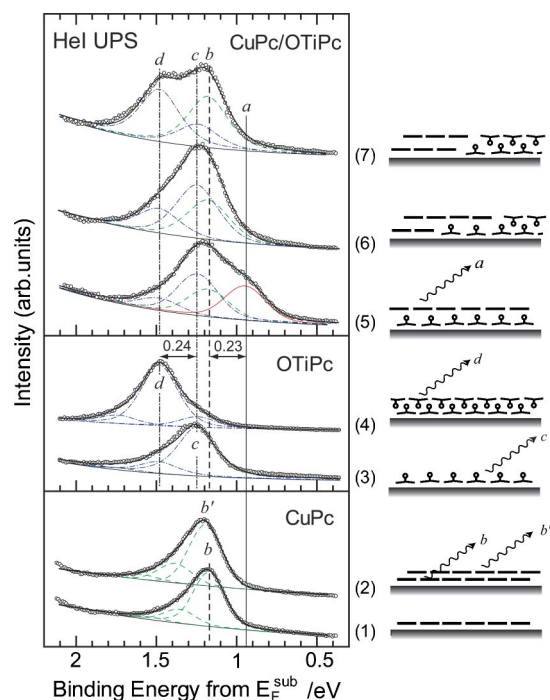 HeI UPS
CuPc/OTiPc
d
c
b
a
(7)
(6)
a
(5)
0.24
0.23
OTiPc
d
d
(4)
c
c
(3)
CuPc
b'
b
b
b'
(2)
(1)
2
1.5
1
0.5
Intensity (arb.units)
Binding Energy from E_F^sub /eV